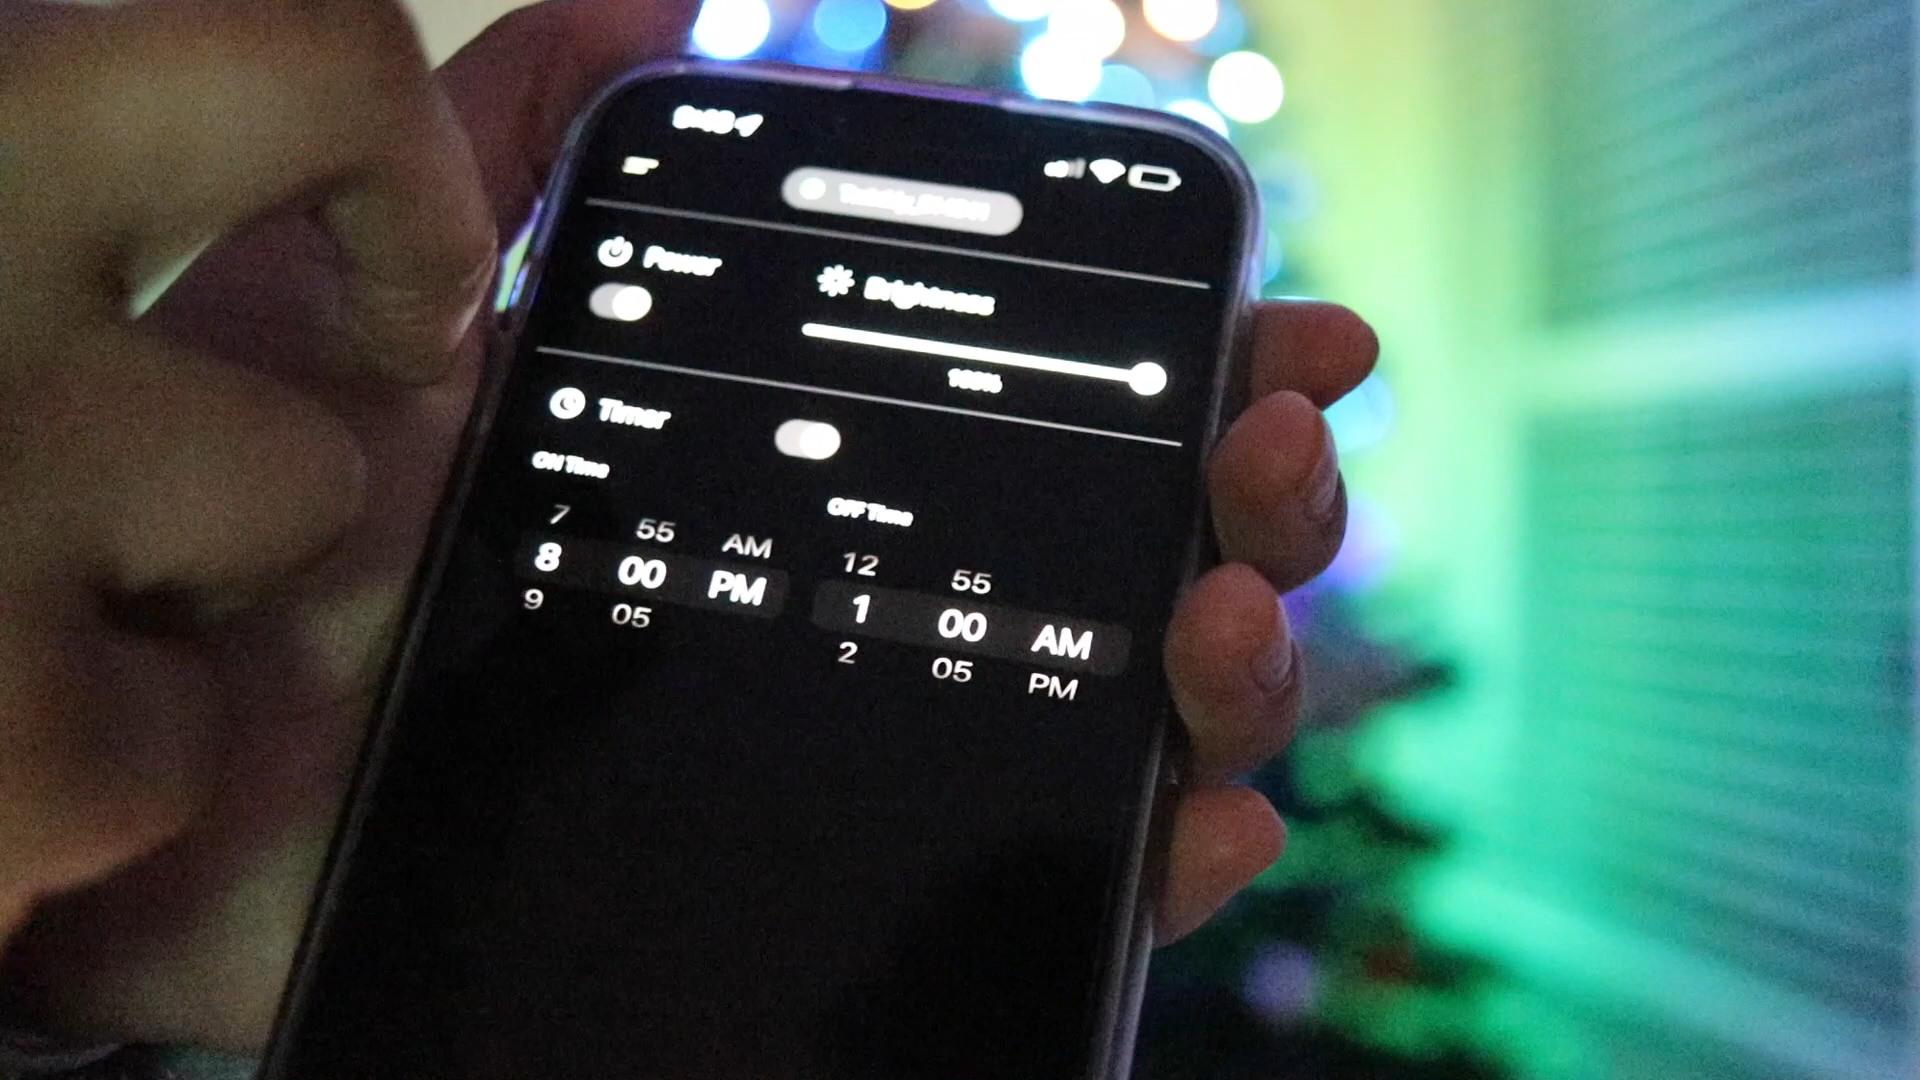 Power
Brightness
100%
Timer
ON Time
OFF Time
7 55 AM
8 00 PM
9 05
12 55
1 00 AM
2 05 PM